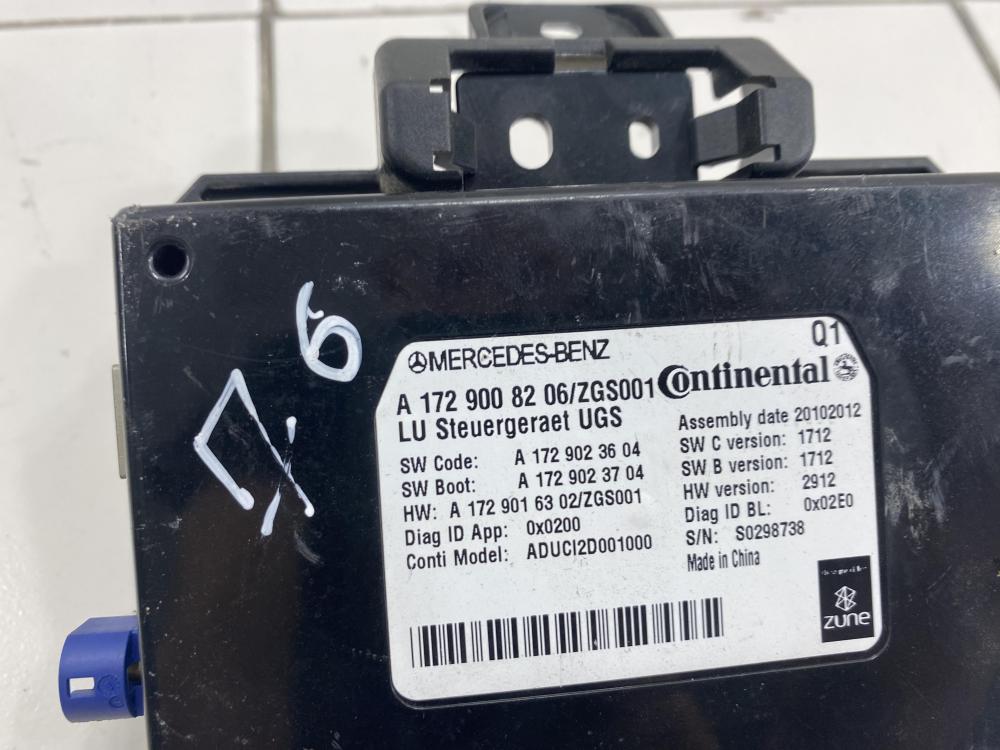 6
MERCEDES-BENZ
Q1
A 172 900 82 06/ZGS001
Continental
LU Steuergeraet UGS
Assembly date 20102012
SW Code: A 172 902 36 04
SW C version: 1712
SW Boot: A 172 902 37 04
SW B version: 1712
HW: A 172 901 63 02/ZGS001
HW version: 2912
Diag ID App: 0x0200
Diag ID BL: 0x02E0
Conti Model: ADUCI2D001000
S/N: S0298738
Made in China
zune